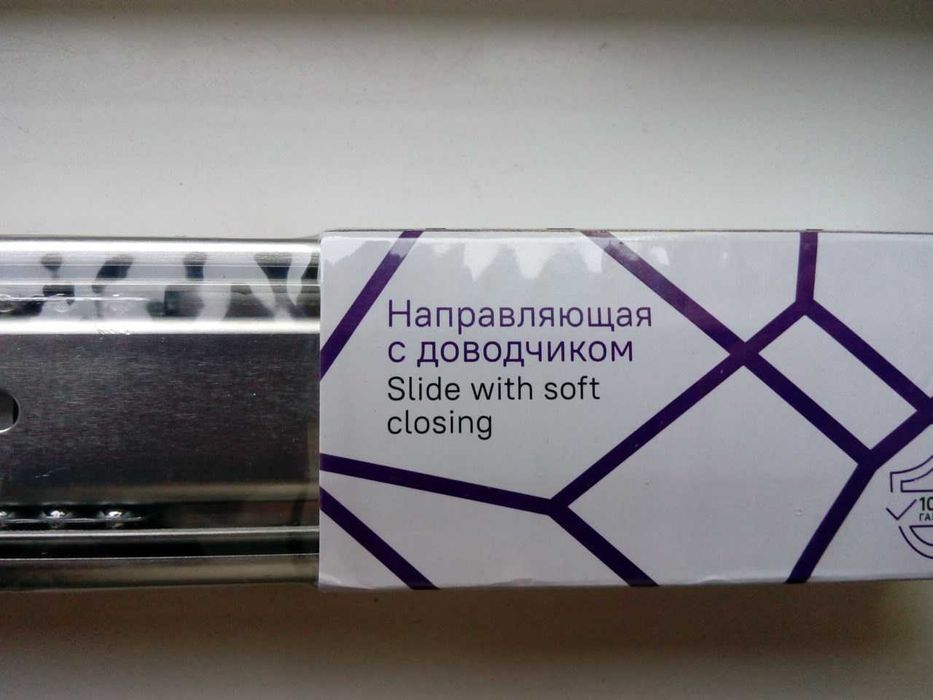 Направляющая
с доводчиком
Slide with soft
closing